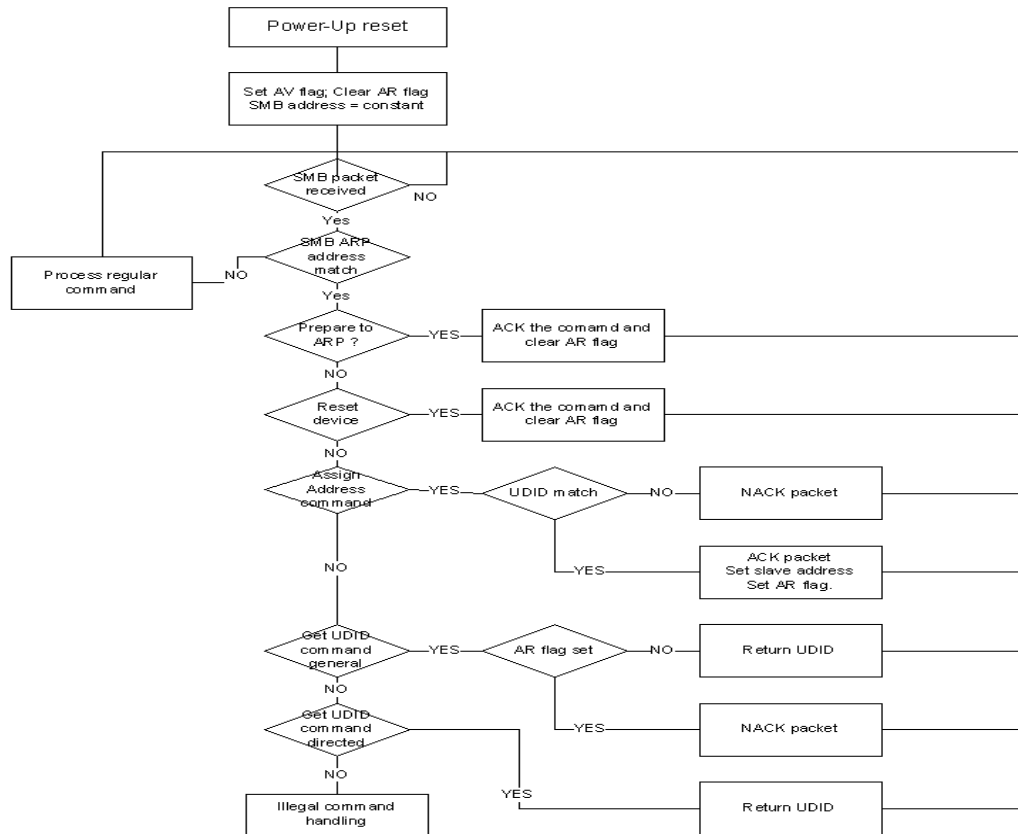 Power-Up reset
Set AV flag; Clear AR flag
SMB address = constant
SMB packet
received
NO
Yes
SMB ARP
address
match
NO
Process regular
command
Yes
Prepare to
ARP ?
YES
ACK the comamd and
clear AR flag
NO
Reset
device
YES
ACK the comamd and
clear AR flag
NO
Assign
Address
command
YES
UDID match
NO
NACK packet
YES
ACK packet
Set slave address
Set AR flag.
NO
Get UDID
command
general
YES
AR flag set
NO
Return UDID
NO
YES
NACK packet
Get UDID
command
directed
NO
YES
Return UDID
Illegal command
handling